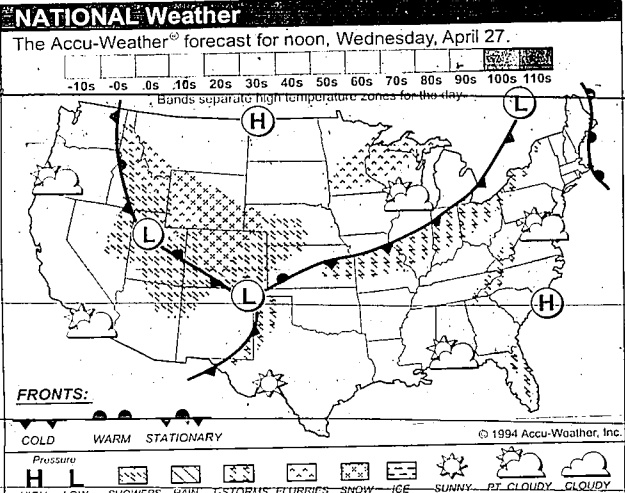 NATIONAL Weather
The Accu-Weather® forecast for noon, Wednesday, April 27.
-10s -0s .0s 10s 20s 30s 40s 50s 60s 70s 80s 90s 100s 110s
Bands separate high temperature zones for the day.
L
H
L
L
H
FRONTS:
COLD WARM STATIONARY
© 1994 Accu-Weather, Inc.
Pressure
H L
HIGH LOW SHOWERS RAIN T-STORMS FLURRIES SNOW ICE SUNNY PT. CLOUDY CLOUDY